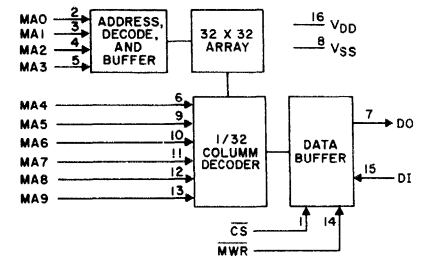 MA0 2
MA1 3
MA2 4
MA3 5
ADDRESS,
DECODE,
AND
BUFFER
32 X 32
ARRAY
16 VDD
8 VSS
MA4 6
MA5 9
MA6 10
MA7 11
MA8 12
MA9 13
1/32
COLUMM
DECODER
DATA
BUFFER
7 DO
15 DI
CS 1
MWR 14